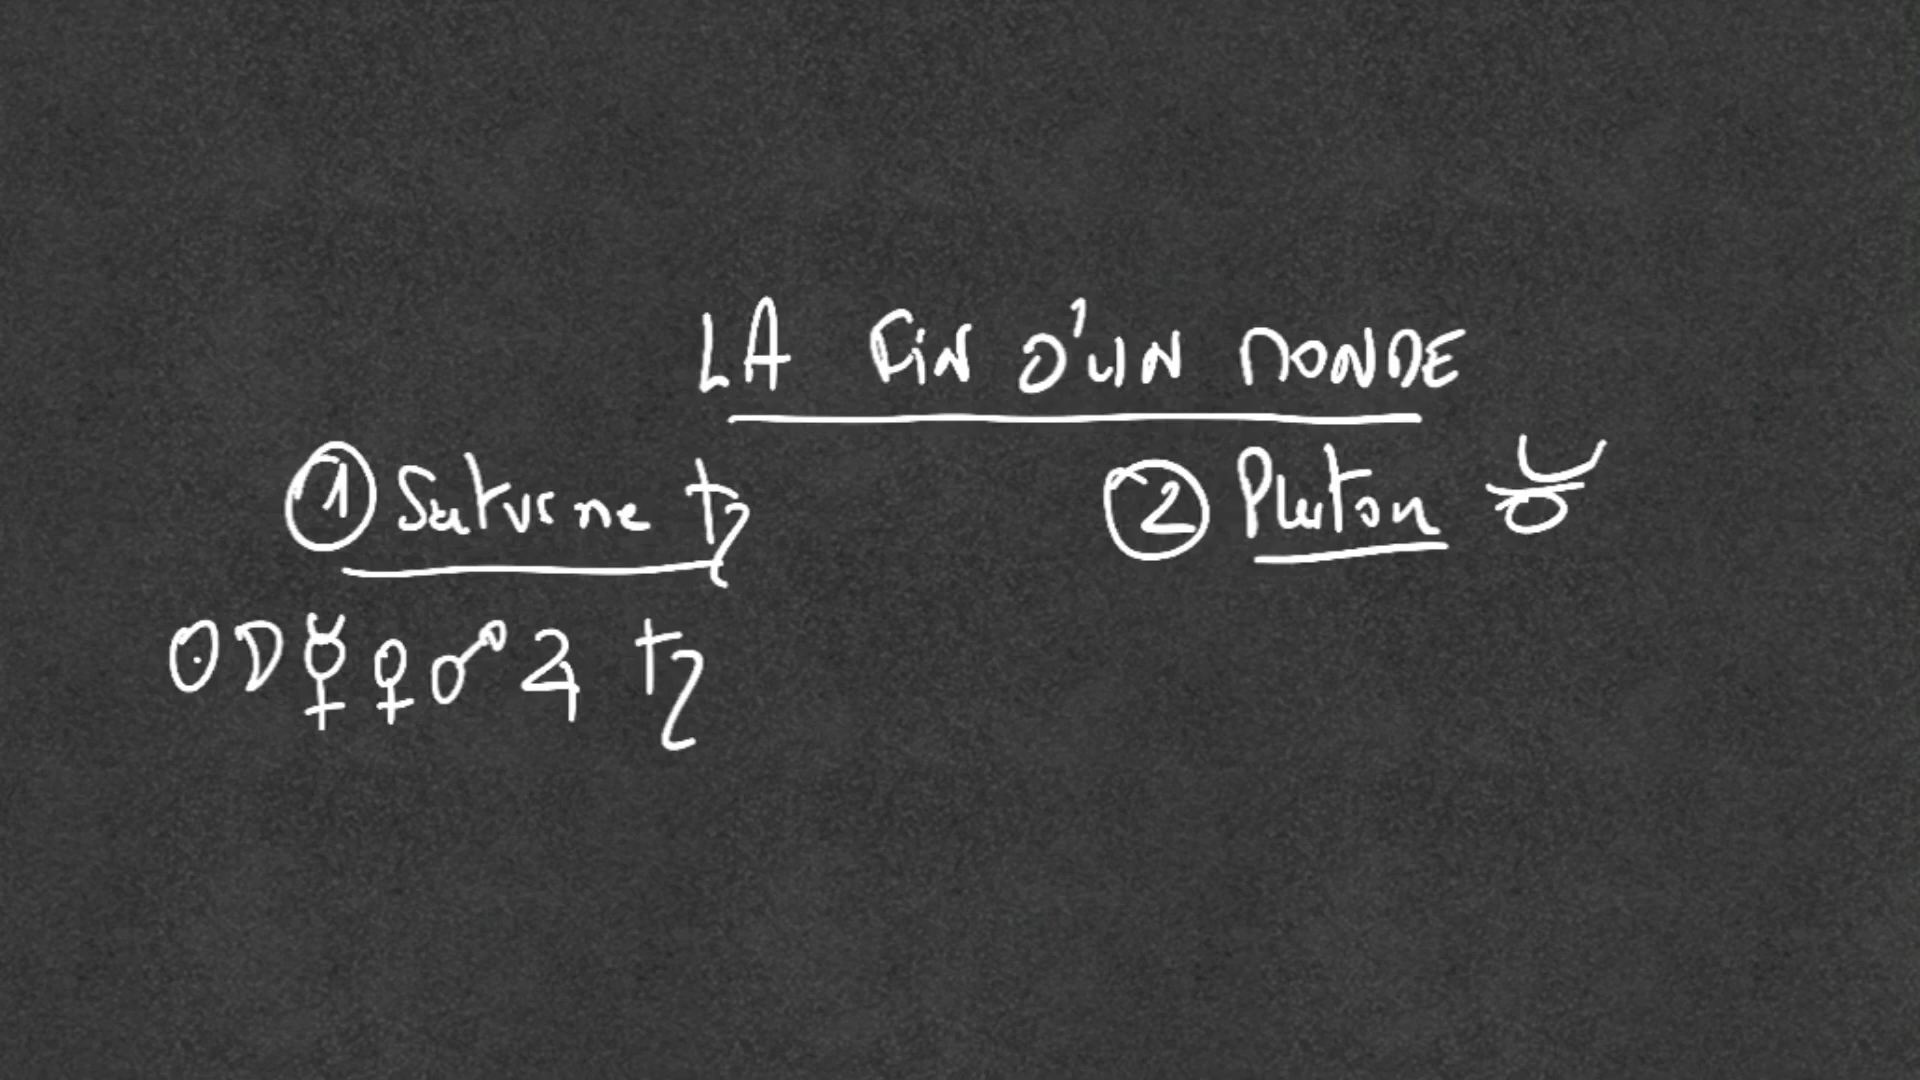 LA FIN D'UN MONDE
① Saturne ♄
② Pluton
☉☽☿♀♂♃ ♄